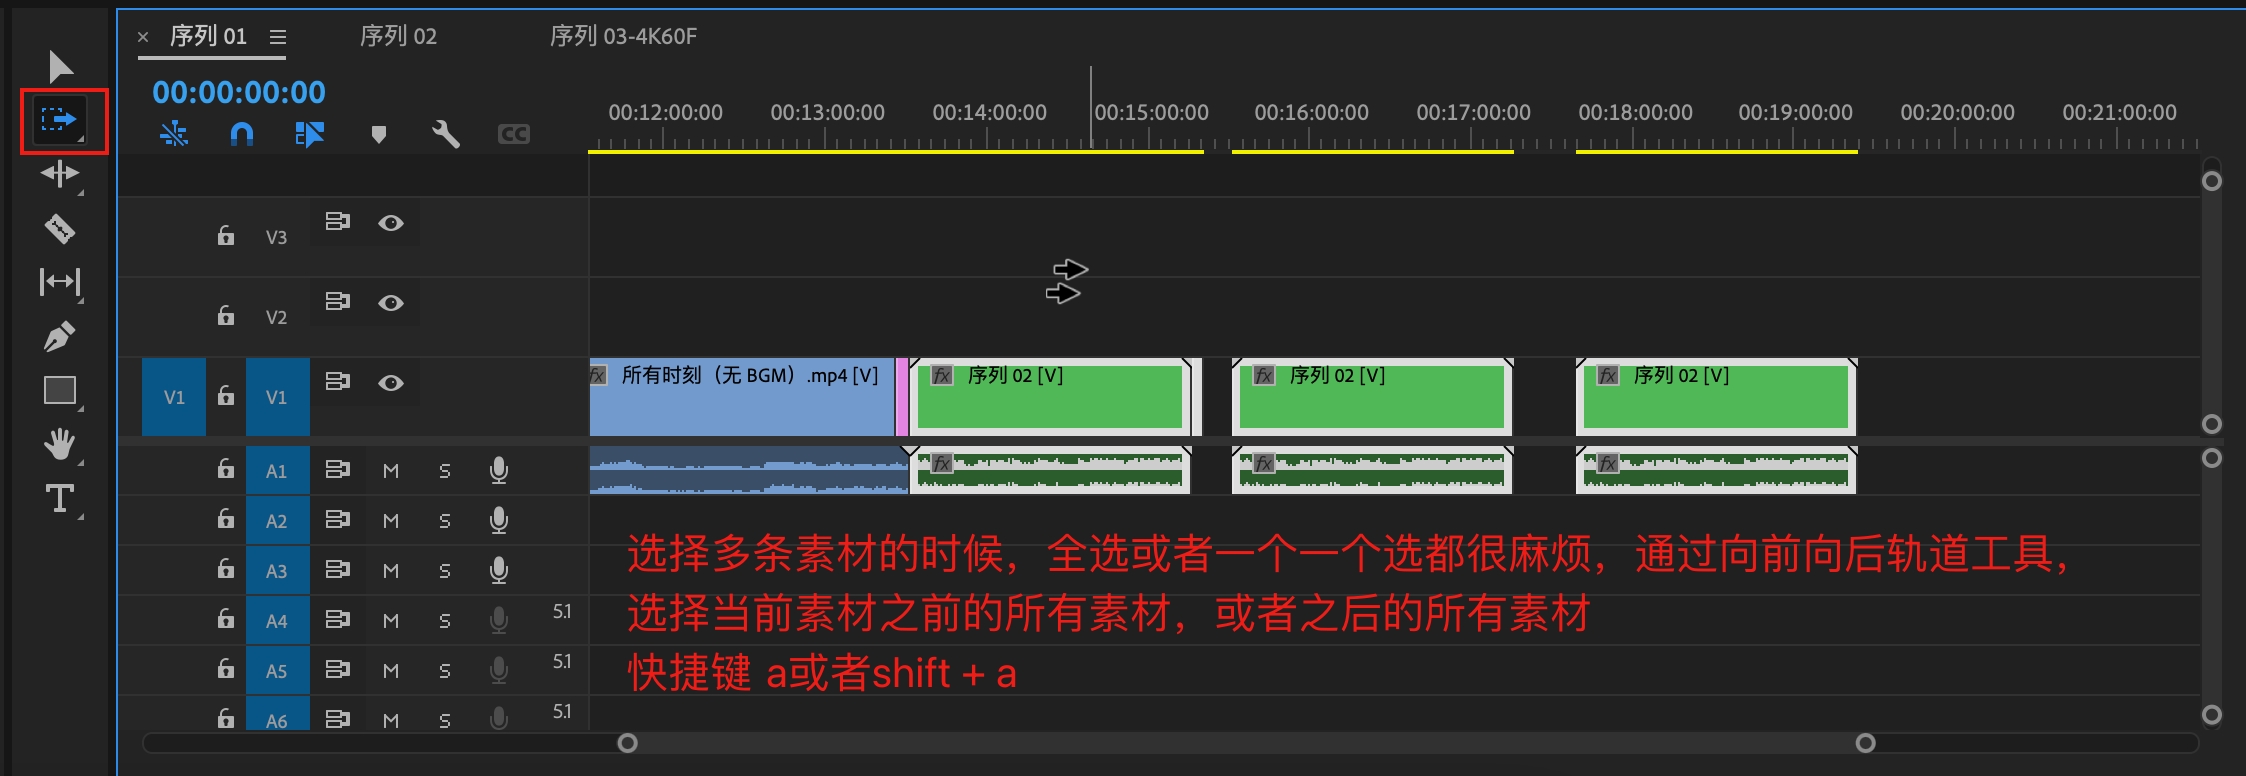 × 序列 01 ☰ 序列 02 序列 03-4K60F
00:00:00:00
00:12:00:00 00:13:00:00 00:14:00:00 00:15:00:00 00:16:00:00 00:17:00:00 00:18:00:00 00:19:00:00 00:20:00:00 00:21:00:00
CC
V3
V2
V1 V1 fx 所有时刻（无 BGM）.mp4 [V] fx 序列 02 [V] fx 序列 02 [V] fx 序列 02 [V]
A1 M S fx fx fx
A2 M S
A3 M S
A4 M S 5.1
A5 M S 5.1
A6 M S 5.1
T
选择多条素材的时候，全选或者一个一个选都很麻烦，通过向前向后轨道工具，
选择当前素材之前的所有素材，或者之后的所有素材
快捷键 a或者shift + a